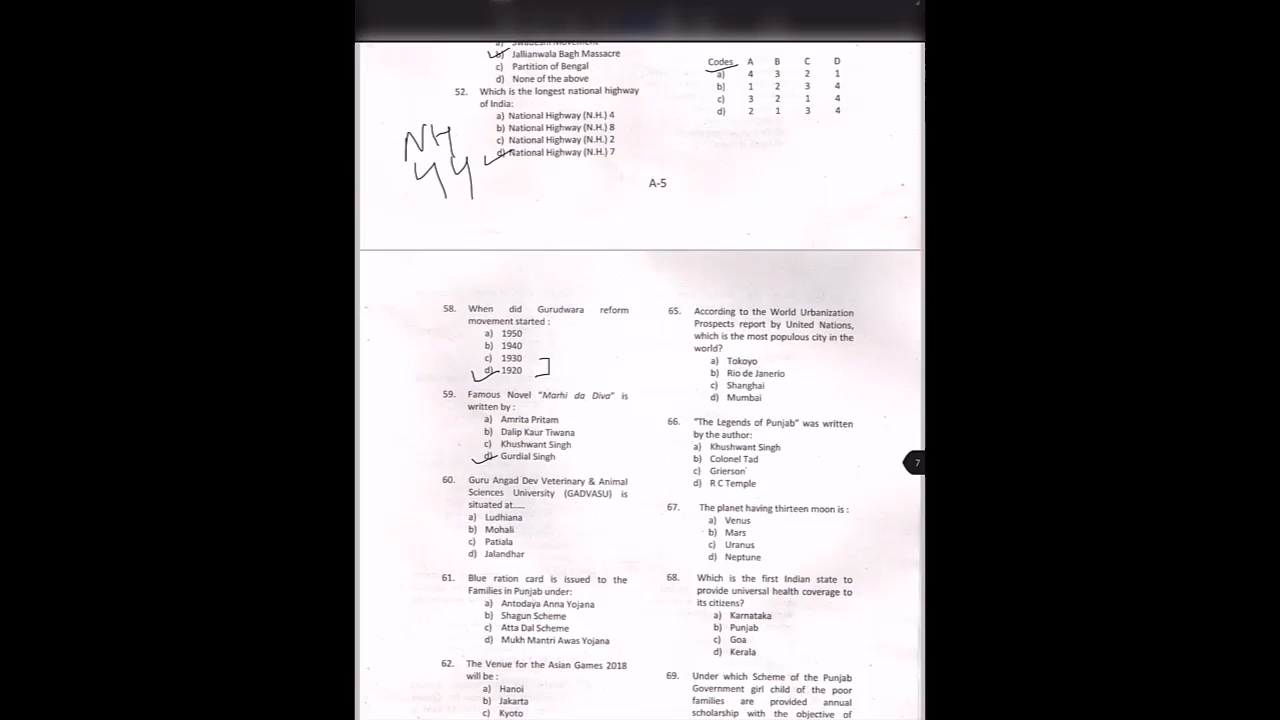 a) Swadeshi Movement
b) Jallianwala Bagh Massacre
c) Partition of Bengal
d) None of the above
52. Which is the longest national highway
of India:
a) National Highway (N.H.) 4
b) National Highway (N.H.) 8
c) National Highway (N.H.) 2
d) National Highway (N.H.) 7
NH
44
Codes A B C D
a) 4 3 2 1
b) 1 2 3 4
c) 3 2 1 4
d) 2 1 3 4
A-5
58. When did Gurudwara reform
movement started :
a) 1950
b) 1940
c) 1930
d) 1920
59. Famous Novel "Marhi da Diva" is
written by :
a) Amrita Pritam
b) Dalip Kaur Tiwana
c) Khushwant Singh
d) Gurdial Singh
60. Guru Angad Dev Veterinary & Animal
Sciences University (GADVASU) is
situated at.....
a) Ludhiana
b) Mohali
c) Patiala
d) Jalandhar
61. Blue ration card is issued to the
Families in Punjab under:
a) Antodaya Anna Yojana
b) Shagun Scheme
c) Atta Dal Scheme
d) Mukh Mantri Awas Yojana
62. The Venue for the Asian Games 2018
will be :
a) Hanoi
b) Jakarta
c) Kyoto
65. According to the World Urbanization
Prospects report by United Nations,
which is the most populous city in the
world?
a) Tokoyo
b) Rio de Janerio
c) Shanghai
d) Mumbai
66. "The Legends of Punjab" was written
by the author:
a) Khushwant Singh
b) Colonel Tad
c) Grierson
d) R C Temple
67. The planet having thirteen moon is :
a) Venus
b) Mars
c) Uranus
d) Neptune
68. Which is the first Indian state to
provide universal health coverage to
its citizens?
a) Karnataka
b) Punjab
c) Goa
d) Kerala
69. Under which Scheme of the Punjab
Government girl child of the poor
families are provided annual
scholarship with the objective of
7